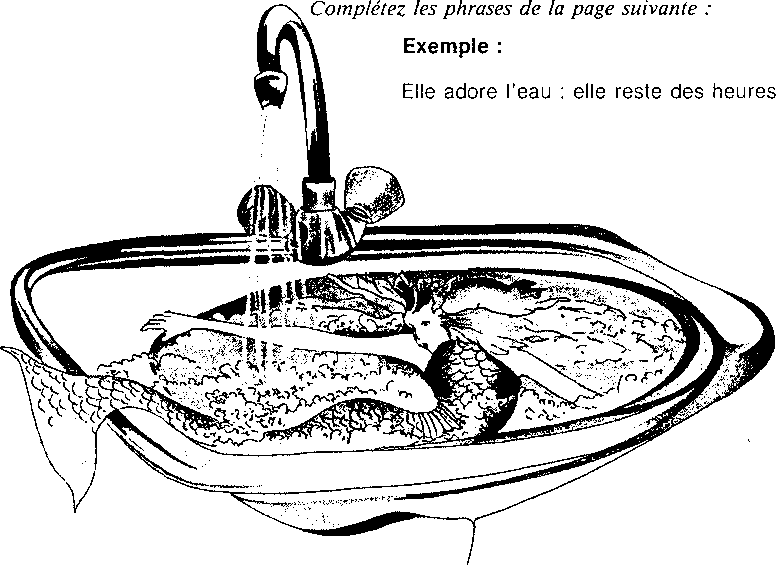 Complétez les phrases de la page suivante :
Exemple :
Elle adore l'eau : elle reste des heures